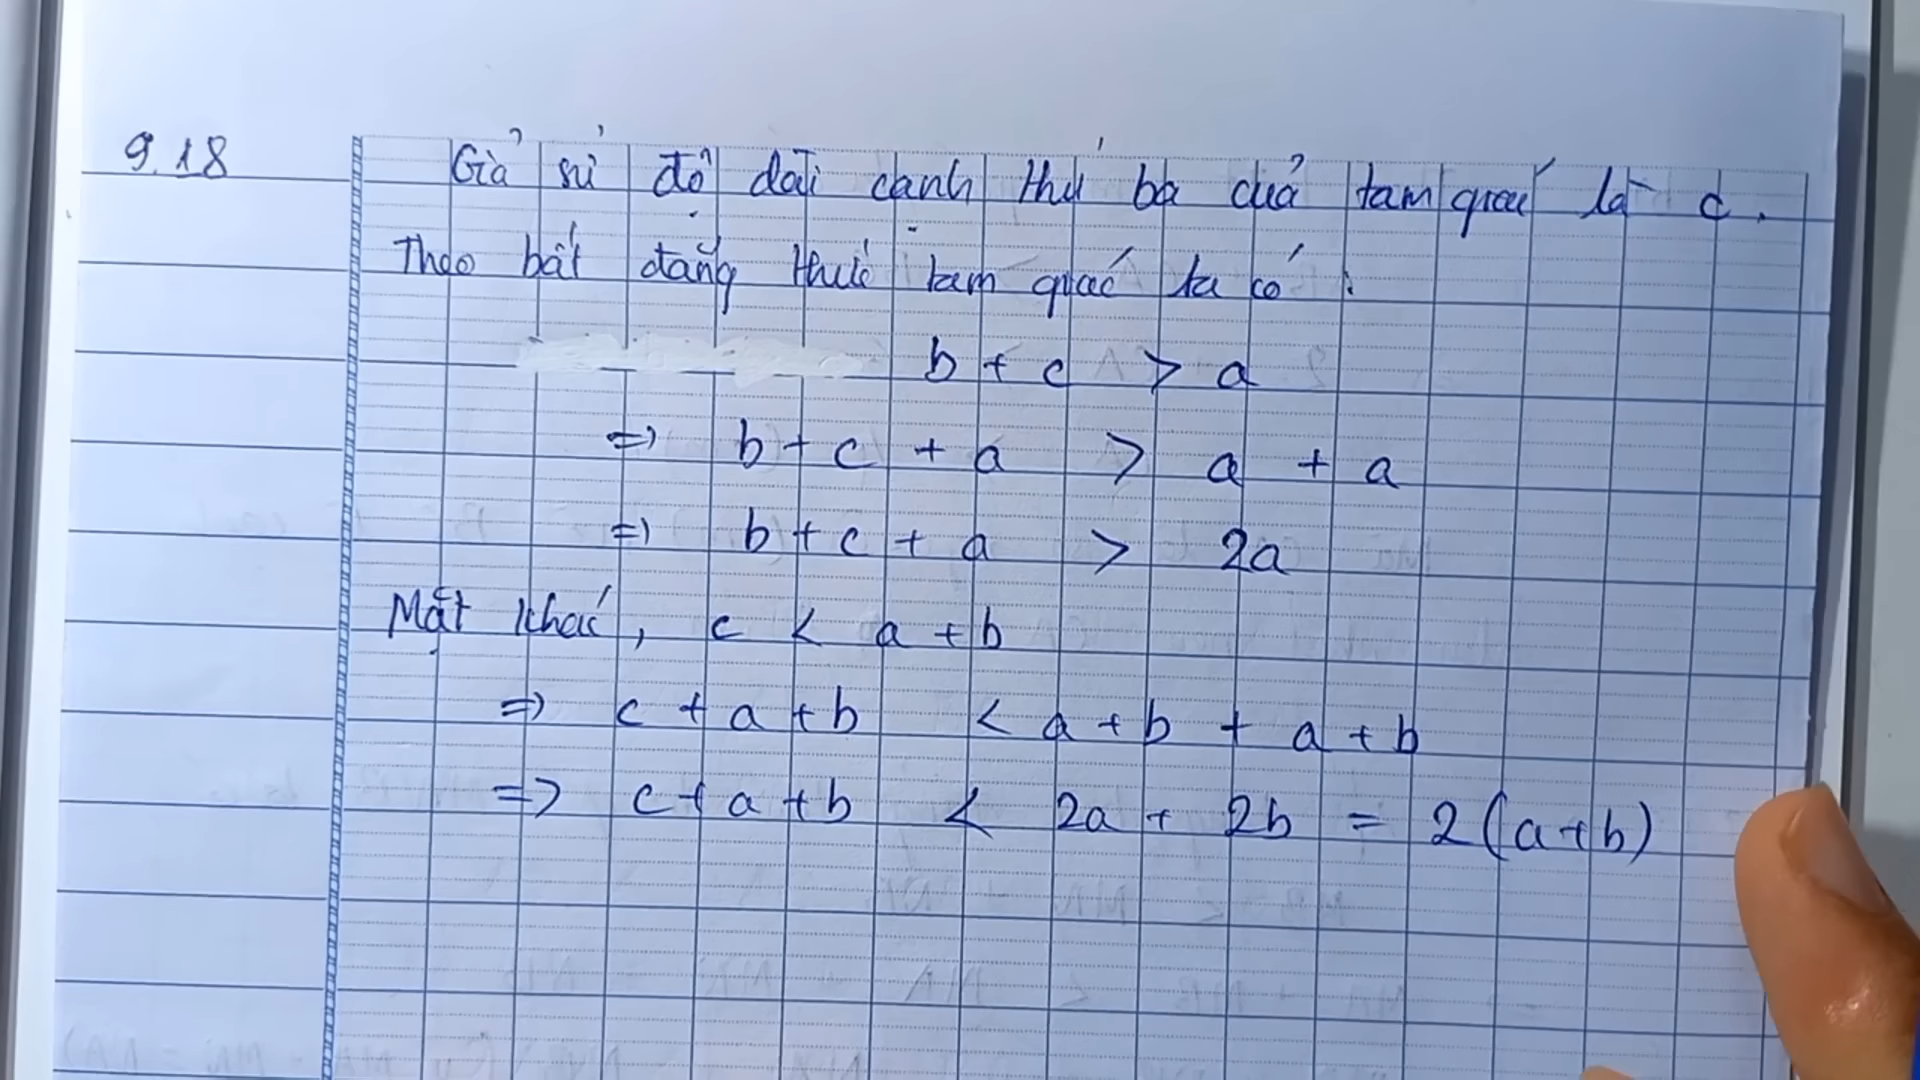 9.18
Giả sử độ dài cạnh thứ ba của tam giác là c.
Theo bất đẳng thức tam giác ta có:
b + c > a
=> b + c + a > a + a
=> b + c + a > 2a
Mặt khác, c < a + b
=> c + a + b < a + b + a + b
=> c + a + b < 2a + 2b = 2(a+b)